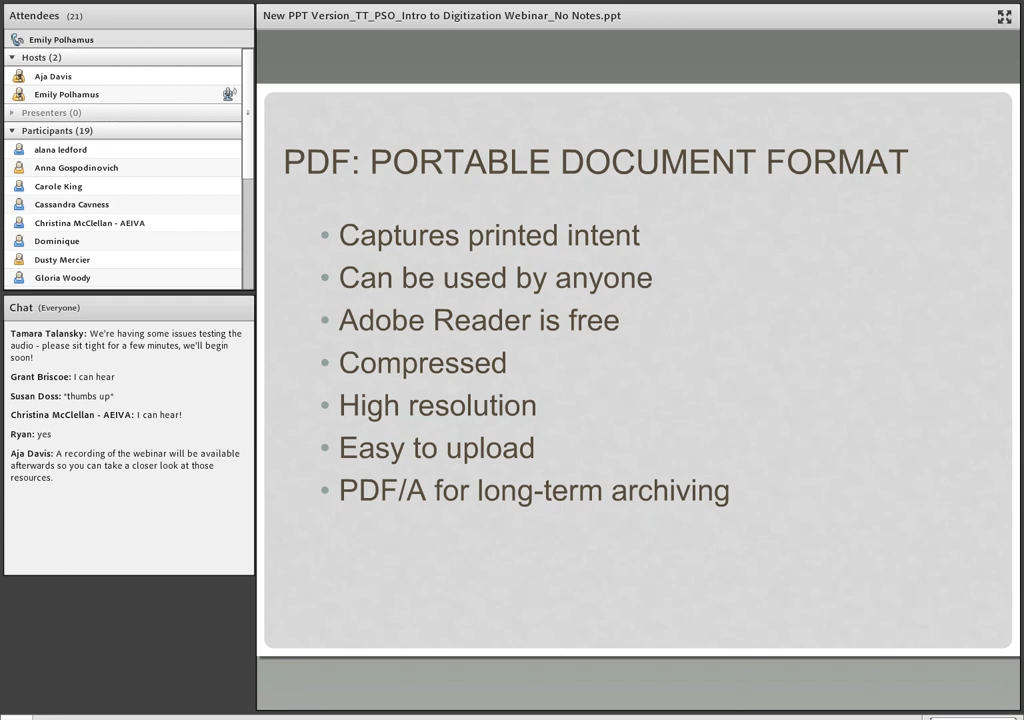 Attendees (21)
Emily Polhamus
Hosts (2)
Aja Davis
Emily Polhamus
Presenters (0)
Participants (19)
alana ledford
Anna Gospodinovich
Carole King
Cassandra Cavness
Christina McClellan - AEIVA
Dominique
Dusty Mercier
Gloria Woody
Chat (Everyone)
Tamara Talansky: We're having some issues testing the
audio - please sit tight for a few minutes, we'll begin
soon!
Grant Briscoe: I can hear
Susan Doss: *thumbs up*
Christina McClellan - AEIVA: I can hear!
Ryan: yes
Aja Davis: A recording of the webinar will be available
afterwards so you can take a closer look at those
resources.
New PPT Version_TT_PSO_Intro to Digitization Webinar_No Notes.ppt
PDF: PORTABLE DOCUMENT FORMAT
• Captures printed intent
• Can be used by anyone
• Adobe Reader is free
• Compressed
• High resolution
• Easy to upload
• PDF/A for long-term archiving